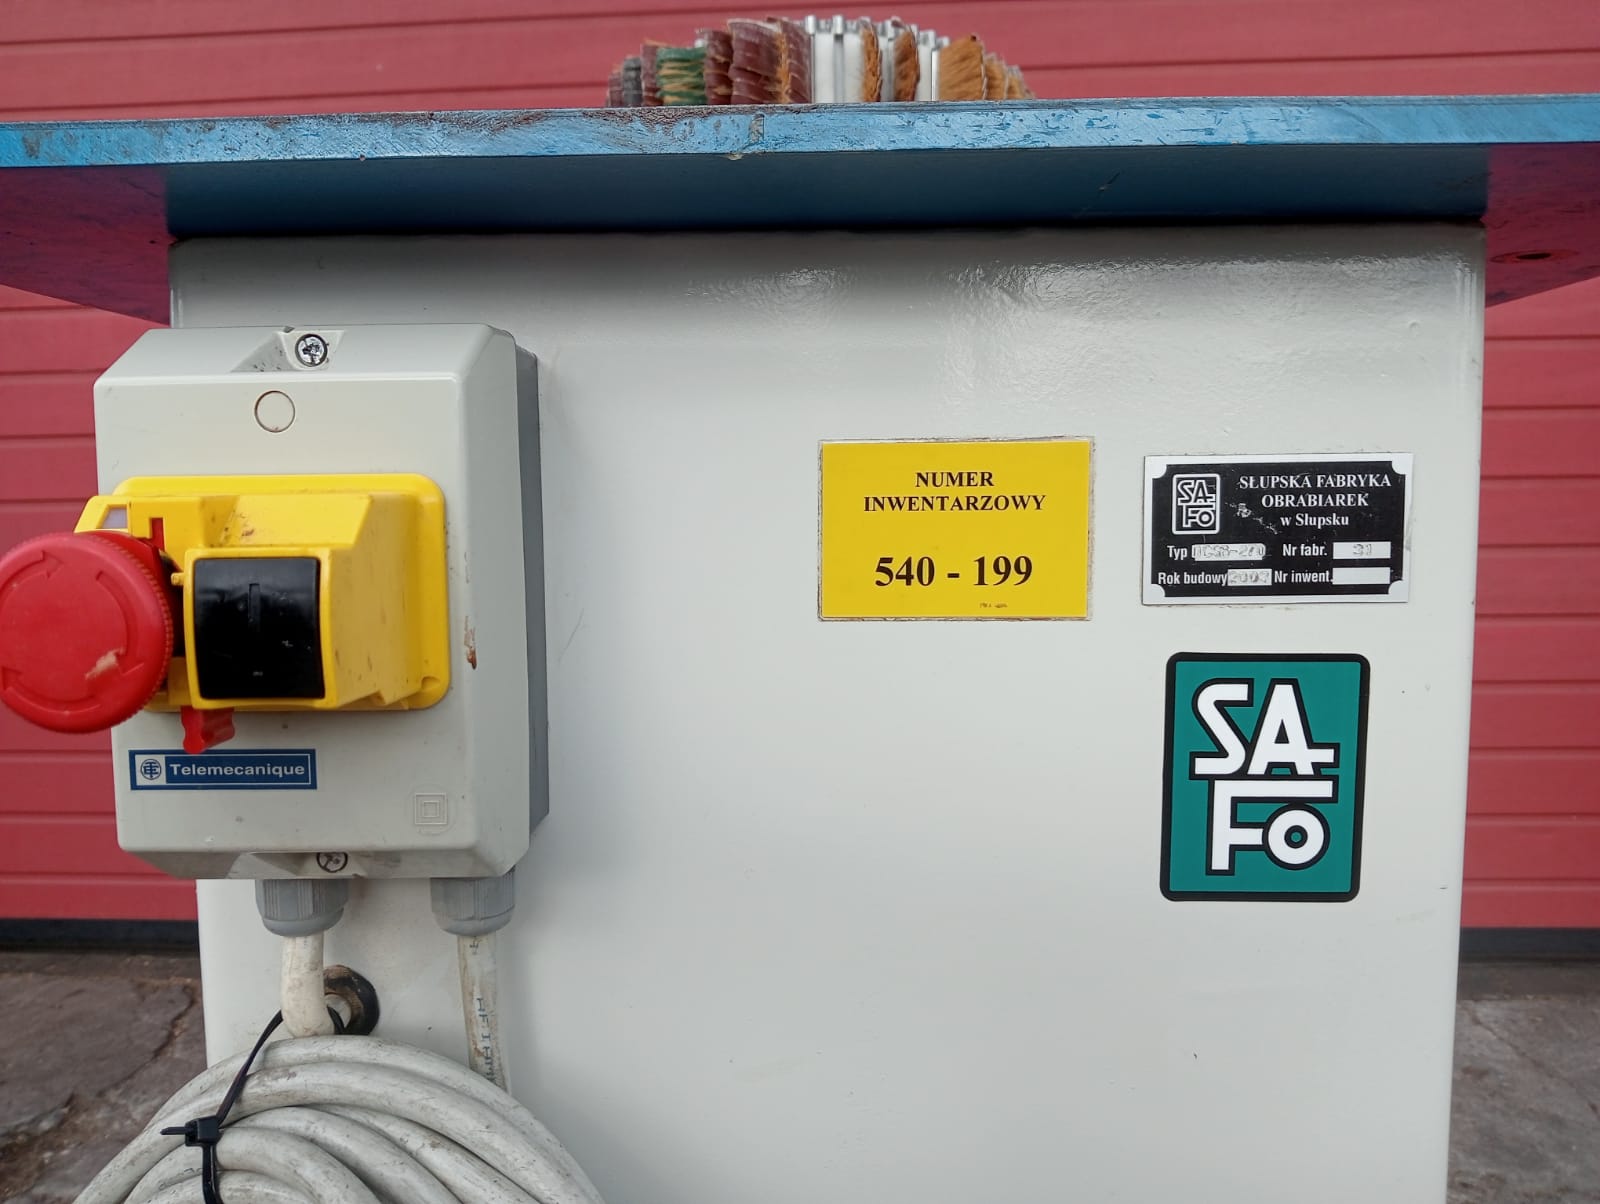 NUMER
INWENTARZOWY
540 - 199
SA
FO
SŁUPSKA FABRYKA
OBRABIAREK
w Słupsku
Typ
Nr fabr. 31
Rok budowy Nr inwent.
Telemecanique
SA
FO